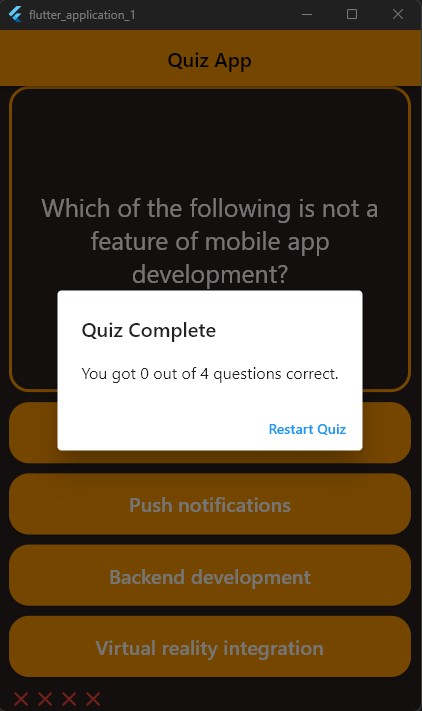 flutter_application_1
Quiz App
Which of the following is not a
feature of mobile app
development?
Quiz Complete
You got 0 out of 4 questions correct.
Restart Quiz
Push notifications
Backend development
Virtual reality integration